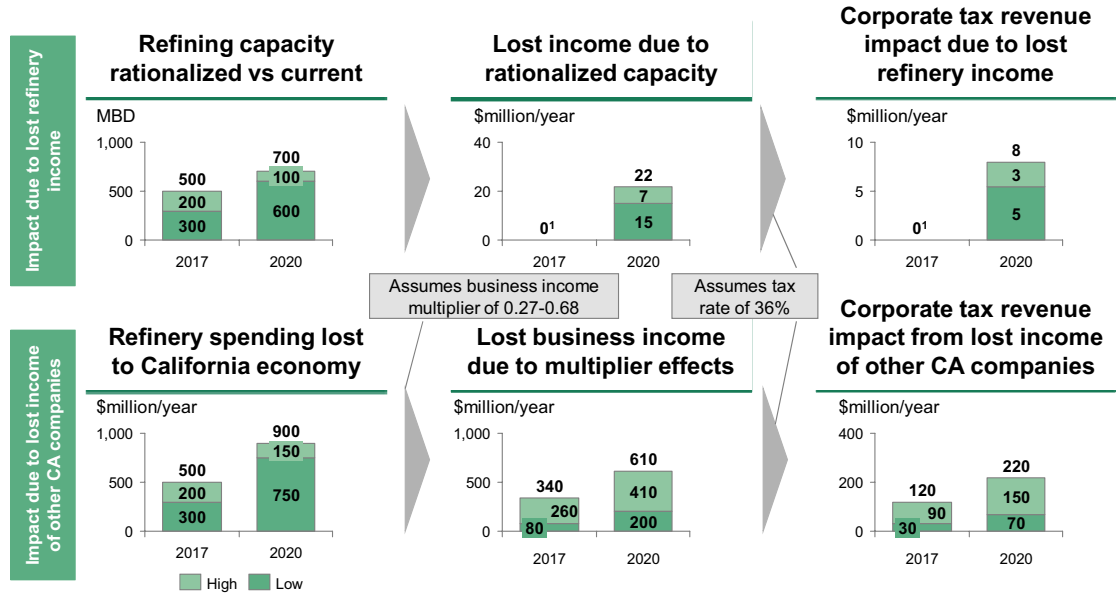 Impact due to lost refinery
income
Refining capacity
rationalized vs current
MBD
1,000
500
0
500
200
300
2017
700
100
600
2020
Lost income due to
rationalized capacity
$million/year
40
20
0
0¹
2017
22
7
15
2020
Corporate tax revenue
impact due to lost
refinery income
$million/year
10
5
0
0¹
2017
8
3
5
2020
Assumes business income
multiplier of 0.27-0.68
Assumes tax
rate of 36%
Impact due to lost income
of other CA companies
Refinery spending lost
to California economy
$million/year
1,000
500
0
500
200
300
2017
900
150
750
2020
High
Low
Lost business income
due to multiplier effects
$million/year
1,000
500
0
340
260
80
2017
610
410
200
2020
Corporate tax revenue
impact from lost income
of other CA companies
$million/year
400
200
0
120
90
30
2017
220
150
70
2020